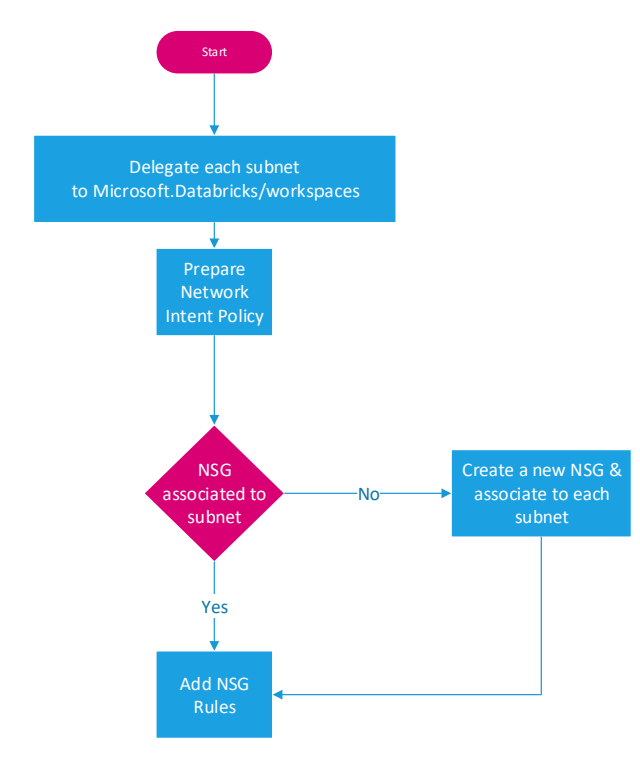 Start
Delegate each subnet
to Microsoft.Databricks/workspaces
Prepare
Network
Intent Policy
NSG
associated to
subnet
No
Create a new NSG &
associate to each
subnet
Yes
Add NSG
Rules